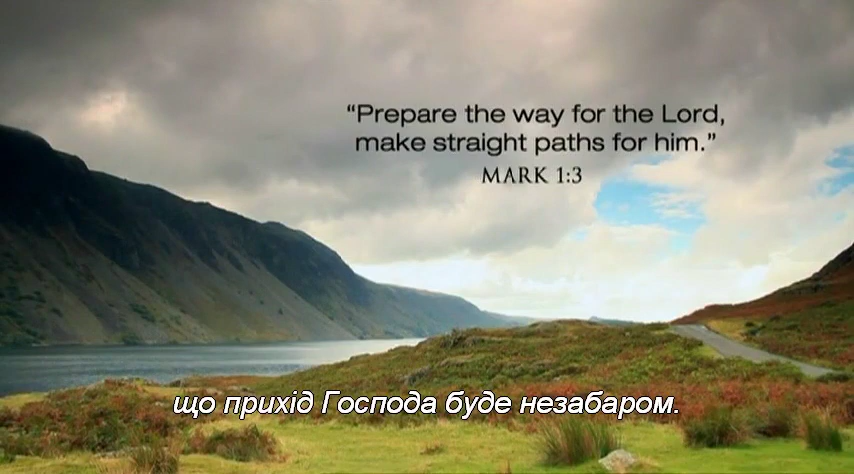 “Prepare the way for the Lord,
make straight paths for him.”
MARK 1:3
що прихід Господа буде незабаром.